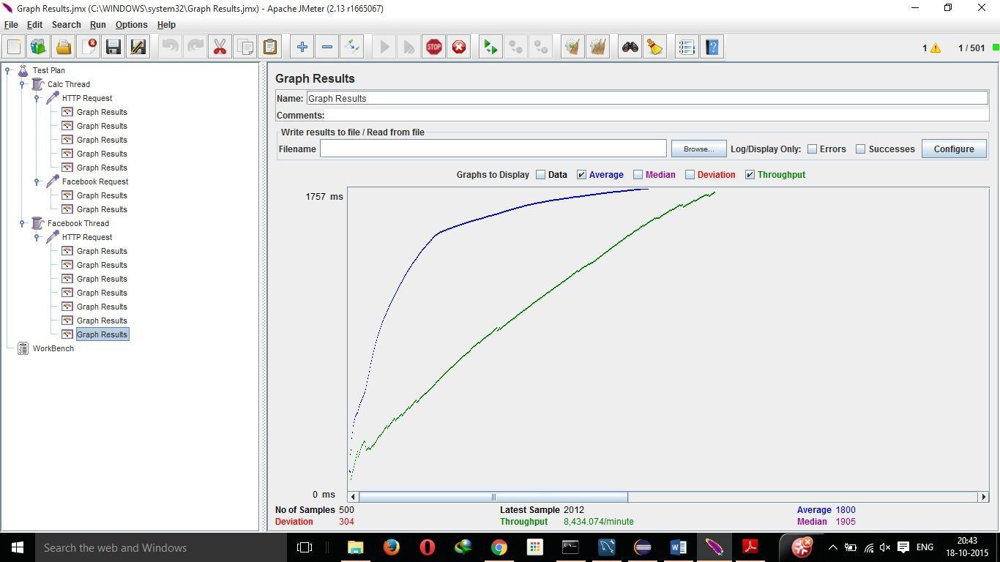 Graph Results.jmx (C:\WINDOWS\system32\Graph Results.jmx) - Apache JMeter (2.13 r1665067)
File Edit Search Run Options Help
STOP
1 1 / 501
Test Plan
Calc Thread
HTTP Request
Graph Results
Graph Results
Graph Results
Graph Results
Graph Results
Facebook Request
Graph Results
Graph Results
Facebook Thread
HTTP Request
Graph Results
Graph Results
Graph Results
Graph Results
Graph Results
Graph Results
Graph Results
WorkBench
Graph Results
Name: Graph Results
Comments:
Write results to file / Read from file
Filename Browse... Log/Display Only: Errors Successes Configure
Graphs to Display Data Average Median Deviation Throughput
1757 ms
0 ms
No of Samples 500 Latest Sample 2012 Average 1800
Deviation 304 Throughput 8,434.074/minute Median 1905
Search the web and Windows
ENG
20:43
18-10-2015